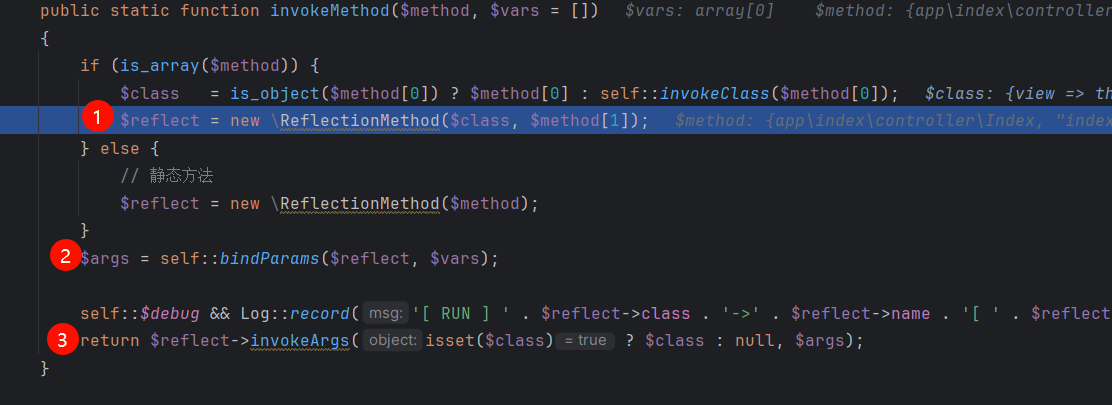 public static function invokeMethod($method, $vars = []) $vars: array[0] $method: {app\index\controller
{
if (is_array($method)) {
$class = is_object($method[0]) ? $method[0] : self::invokeClass($method[0]); $class: {view => th
1 $reflect = new \ReflectionMethod($class, $method[1]); $method: {app\index\controller\Index, "index
} else {
// 静态方法
$reflect = new \ReflectionMethod($method);
}
2 $args = self::bindParams($reflect, $vars);
self::$debug && Log::record( msg: '[ RUN ] ' . $reflect->class . '->' . $reflect->name . '[ ' . $reflect
3 return $reflect->invokeArgs( object: isset($class) = true ? $class : null, $args);
}